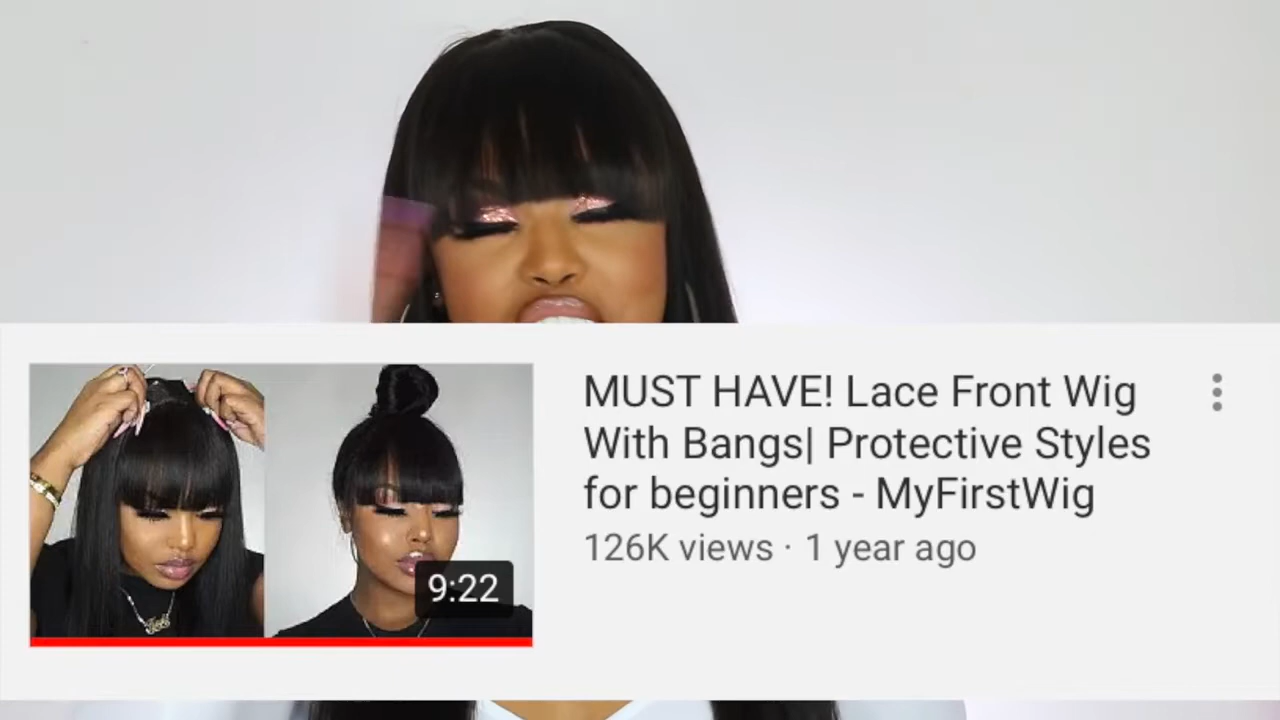 MUST HAVE! Lace Front Wig
With Bangs| Protective Styles
for beginners - MyFirstWig
126K views · 1 year ago
9:22